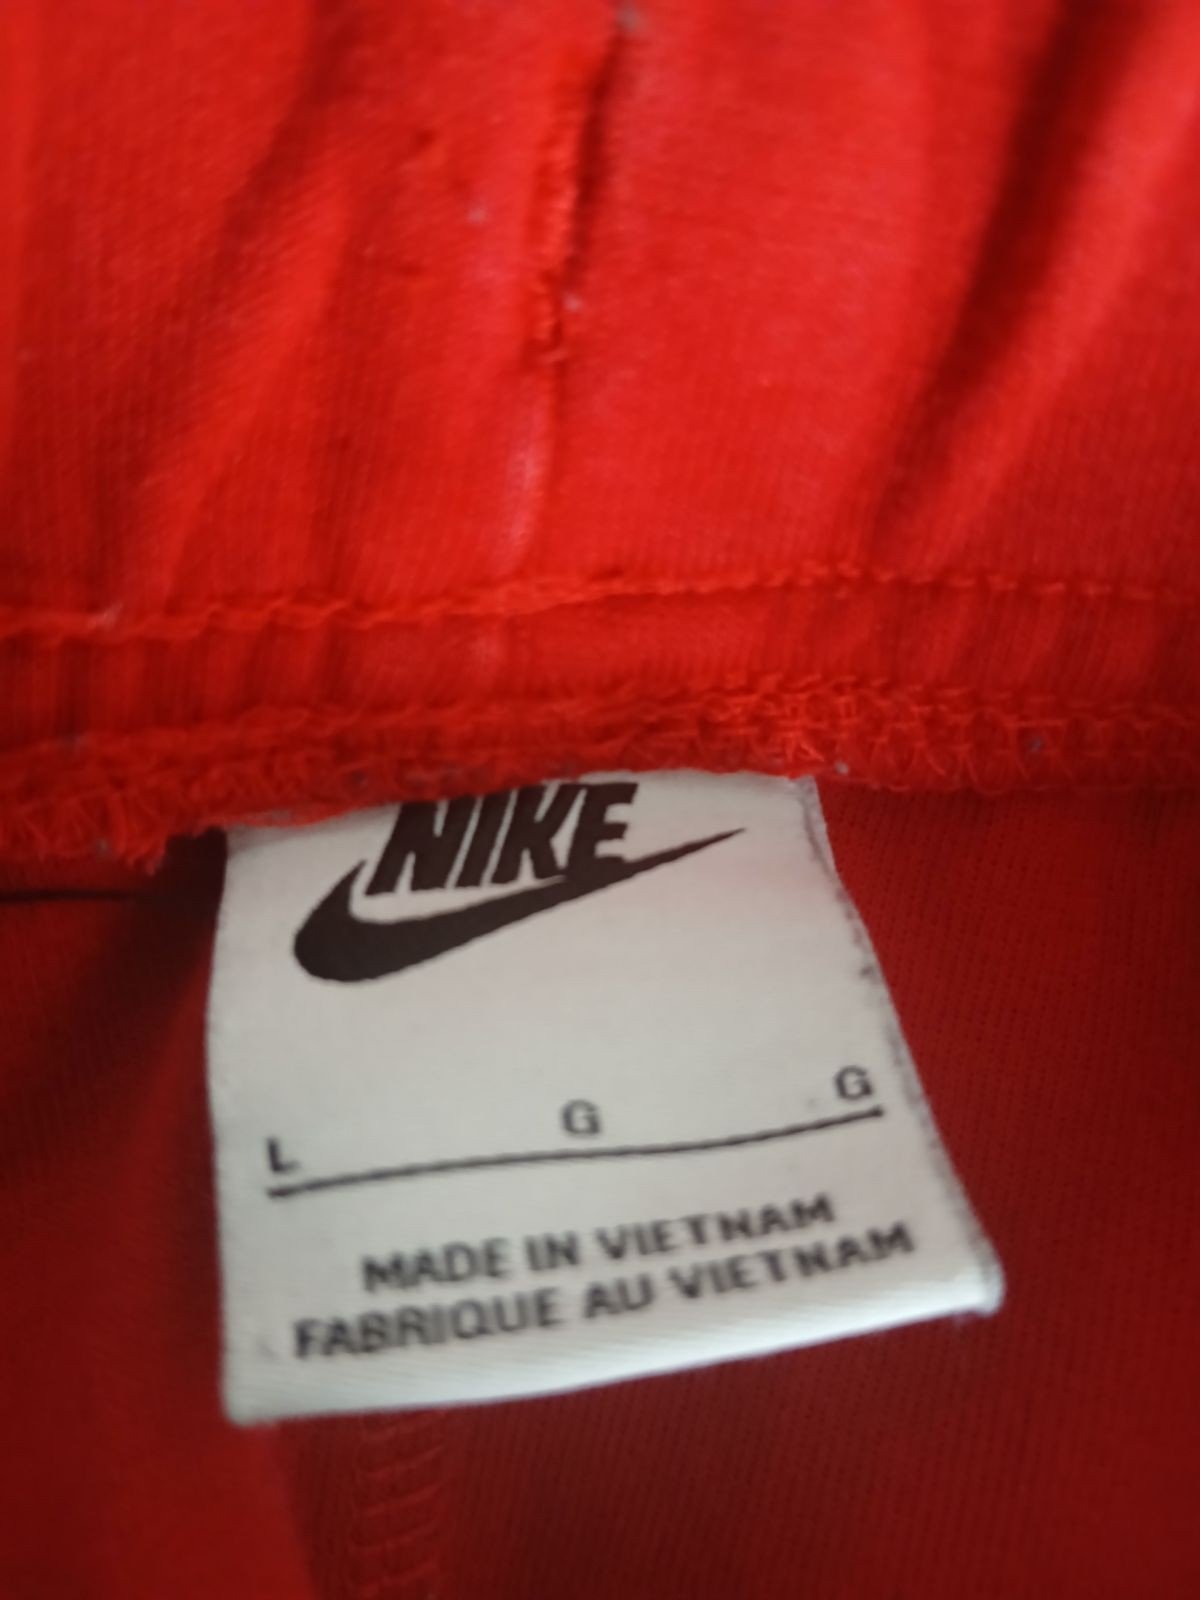 NIKE
L G G
MADE IN VIETNAM
FABRIQUE AU VIETNAM